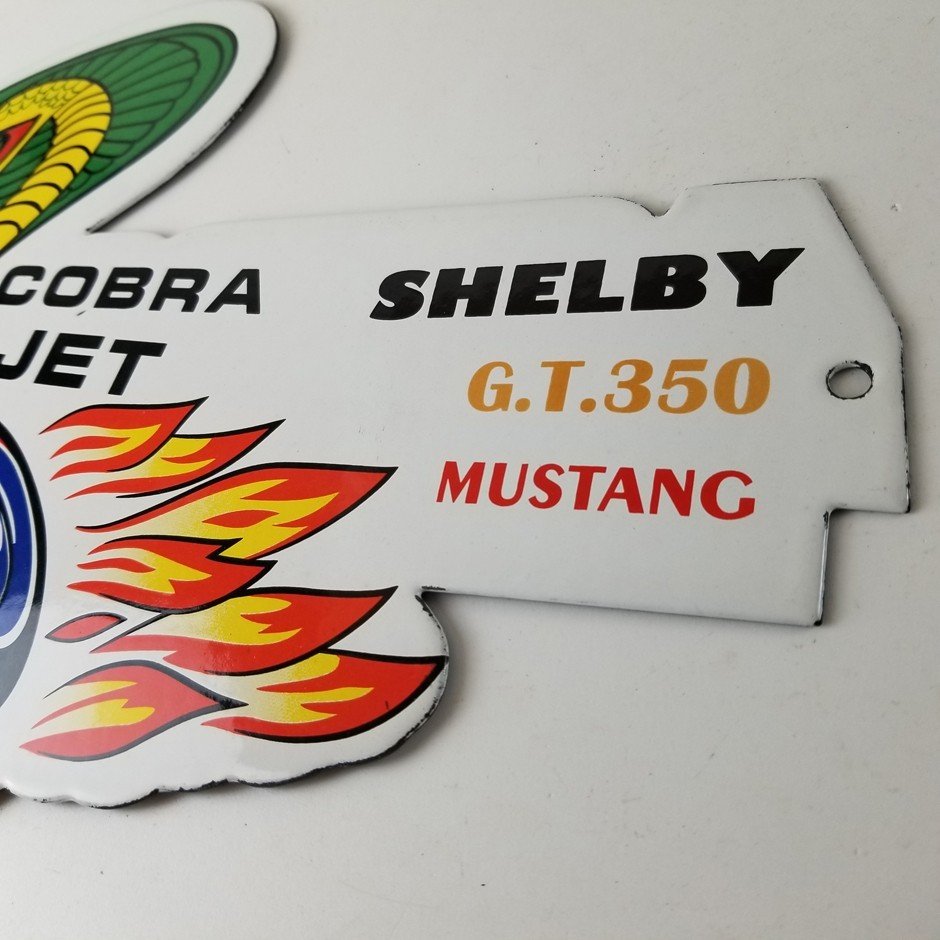 COBRA
JET
SHELBY
G.T.350
MUSTANG